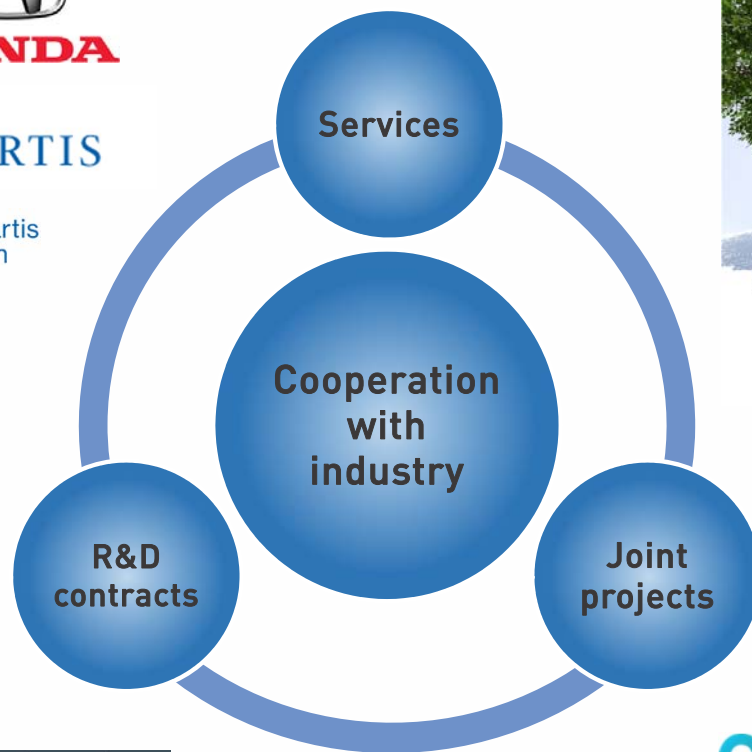 NDA
RTIS
rtis
n
Services
Cooperation
with
industry
R&D
contracts
Joint
projects